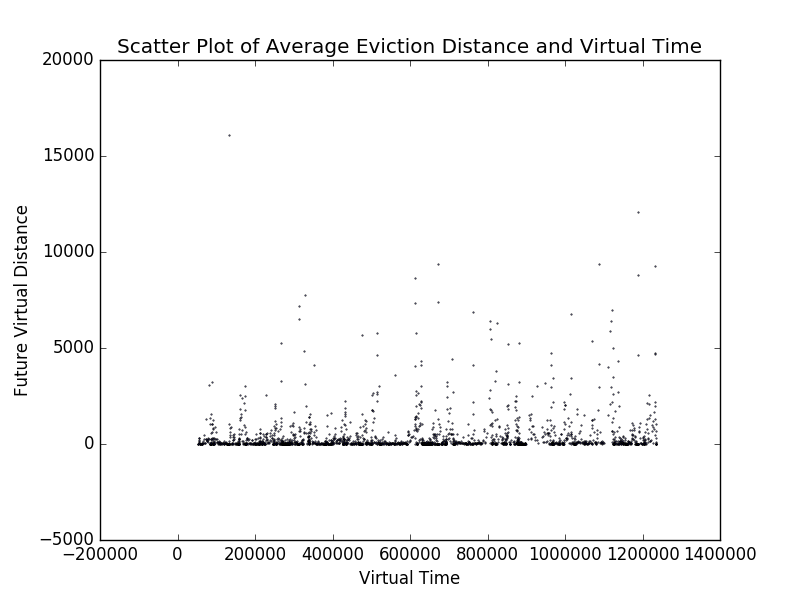 Scatter Plot of Average Eviction Distance and Virtual Time
20000
15000
10000
5000
0
−5000
Future Virtual Distance
−200000 0 200000 400000 600000 800000 1000000 1200000 1400000
Virtual Time